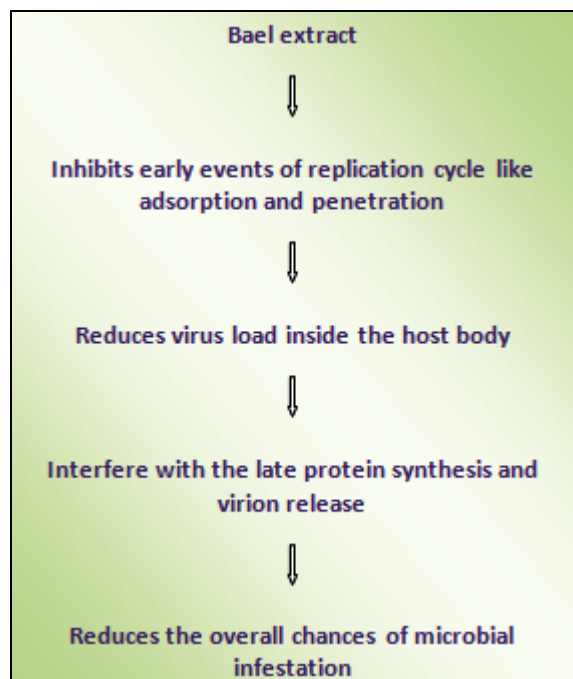 Bael extract
Inhibits early events of replication cycle like
adsorption and penetration
Reduces virus load inside the host body
Interfere with the late protein synthesis and
virion release
Reduces the overall chances of microbial
infestation